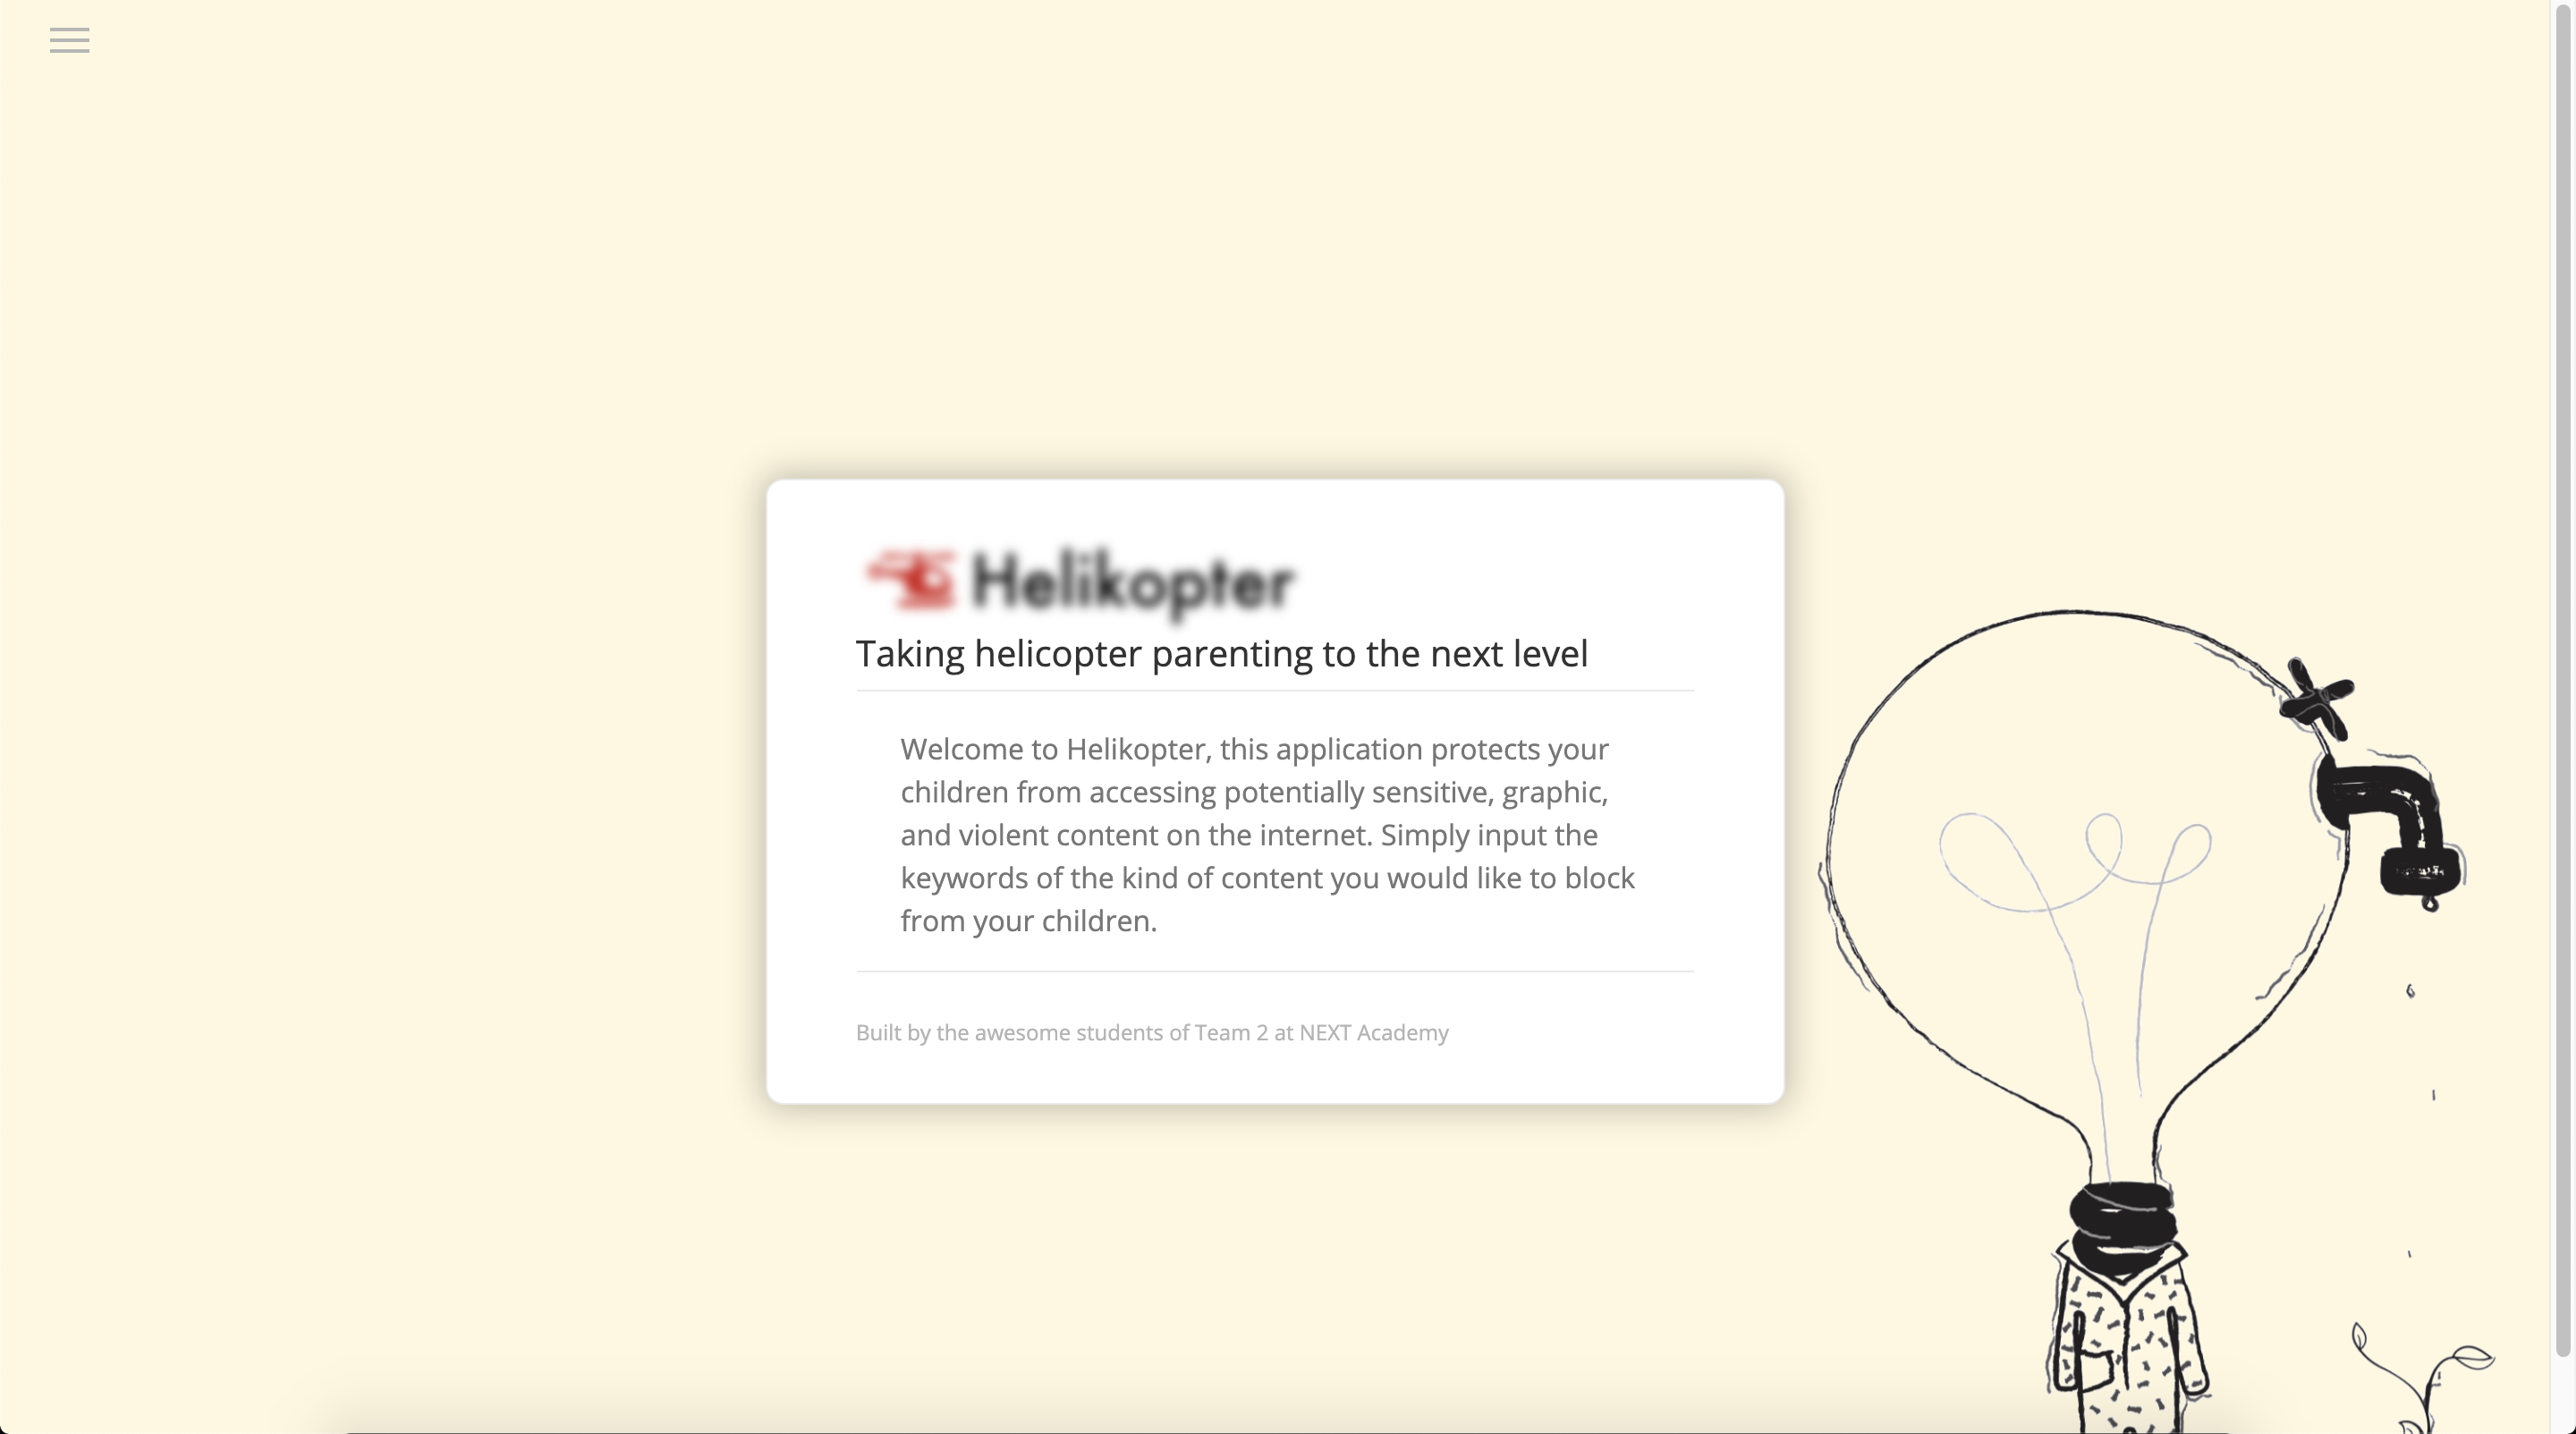 Helikopter
Taking helicopter parenting to the next level
Welcome to Helikopter, this application protects your
children from accessing potentially sensitive, graphic,
and violent content on the internet. Simply input the
keywords of the kind of content you would like to block
from your children.
Built by the awesome students of Team 2 at NEXT Academy